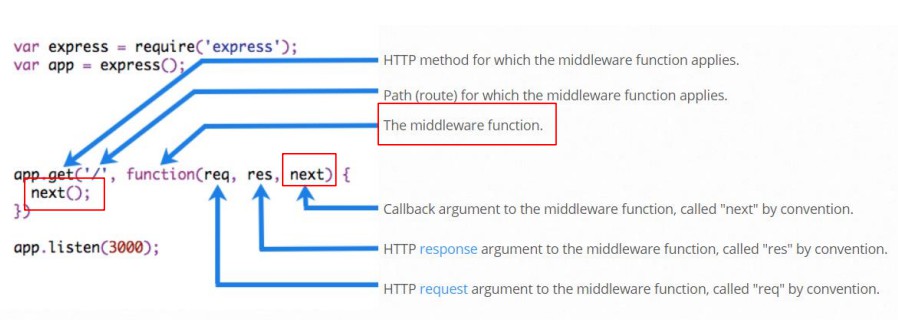 var express = require('express');
var app = express();
HTTP method for which the middleware function applies.
Path (route) for which the middleware function applies.
The middleware function.
app.get('/', function(req, res, next) {
next();
})
Callback argument to the middleware function, called "next" by convention.
app.listen(3000);
HTTP response argument to the middleware function, called "res" by convention.
HTTP request argument to the middleware function, called "req" by convention.